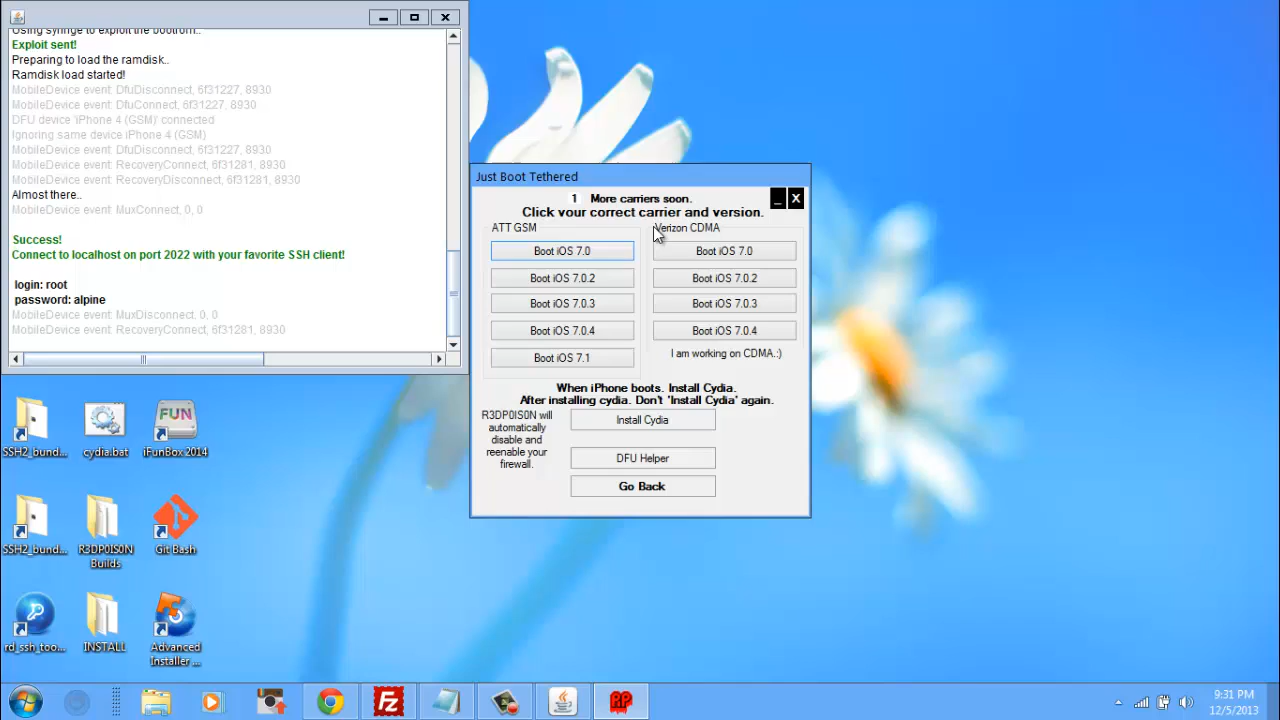 Using syringe to exploit the bootrom..
Exploit sent!
Preparing to load the ramdisk..
Ramdisk load started!
MobileDevice event: DfuDisconnect, 6f31227, 8930
MobileDevice event: DfuConnect, 6f31227, 8930
DFU device 'iPhone 4 (GSM)' connected
Ignoring same device iPhone 4 (GSM)
MobileDevice event: DfuDisconnect, 6f31227, 8930
MobileDevice event: RecoveryConnect, 6f31281, 8930
MobileDevice event: RecoveryDisconnect, 6f31281, 8930
Almost there..
MobileDevice event: MuxConnect, 0, 0
Success!
Connect to localhost on port 2022 with your favorite SSH client!
login: root
password: alpine
MobileDevice event: MuxDisconnect, 0, 0
MobileDevice event: RecoveryConnect, 6f31281, 8930
Just Boot Tethered
1 More carriers soon.
_ X
Click your correct carrier and version.
ATT GSM
Boot iOS 7.0
Boot iOS 7.0.2
Boot iOS 7.0.3
Boot iOS 7.0.4
Boot iOS 7.1
Verizon CDMA
Boot iOS 7.0
Boot iOS 7.0.2
Boot iOS 7.0.3
Boot iOS 7.0.4
I am working on CDMA.:)
When iPhone boots. Install Cydia.
After installing cydia. Don't 'Install Cydia' again.
R3DP0IS0N will
automatically
disable and
reenable your
firewall.
Install Cydia
DFU Helper
Go Back
SSH2_bund...
cydia.bat
FUN
iFunBox 2014
SSH2_bund...
R3DP0IS0N
Builds
Git Bash
rd_ssh_too...
INSTALL
Advanced
Installer ...
FZ
RP
9:31 PM
12/5/2013